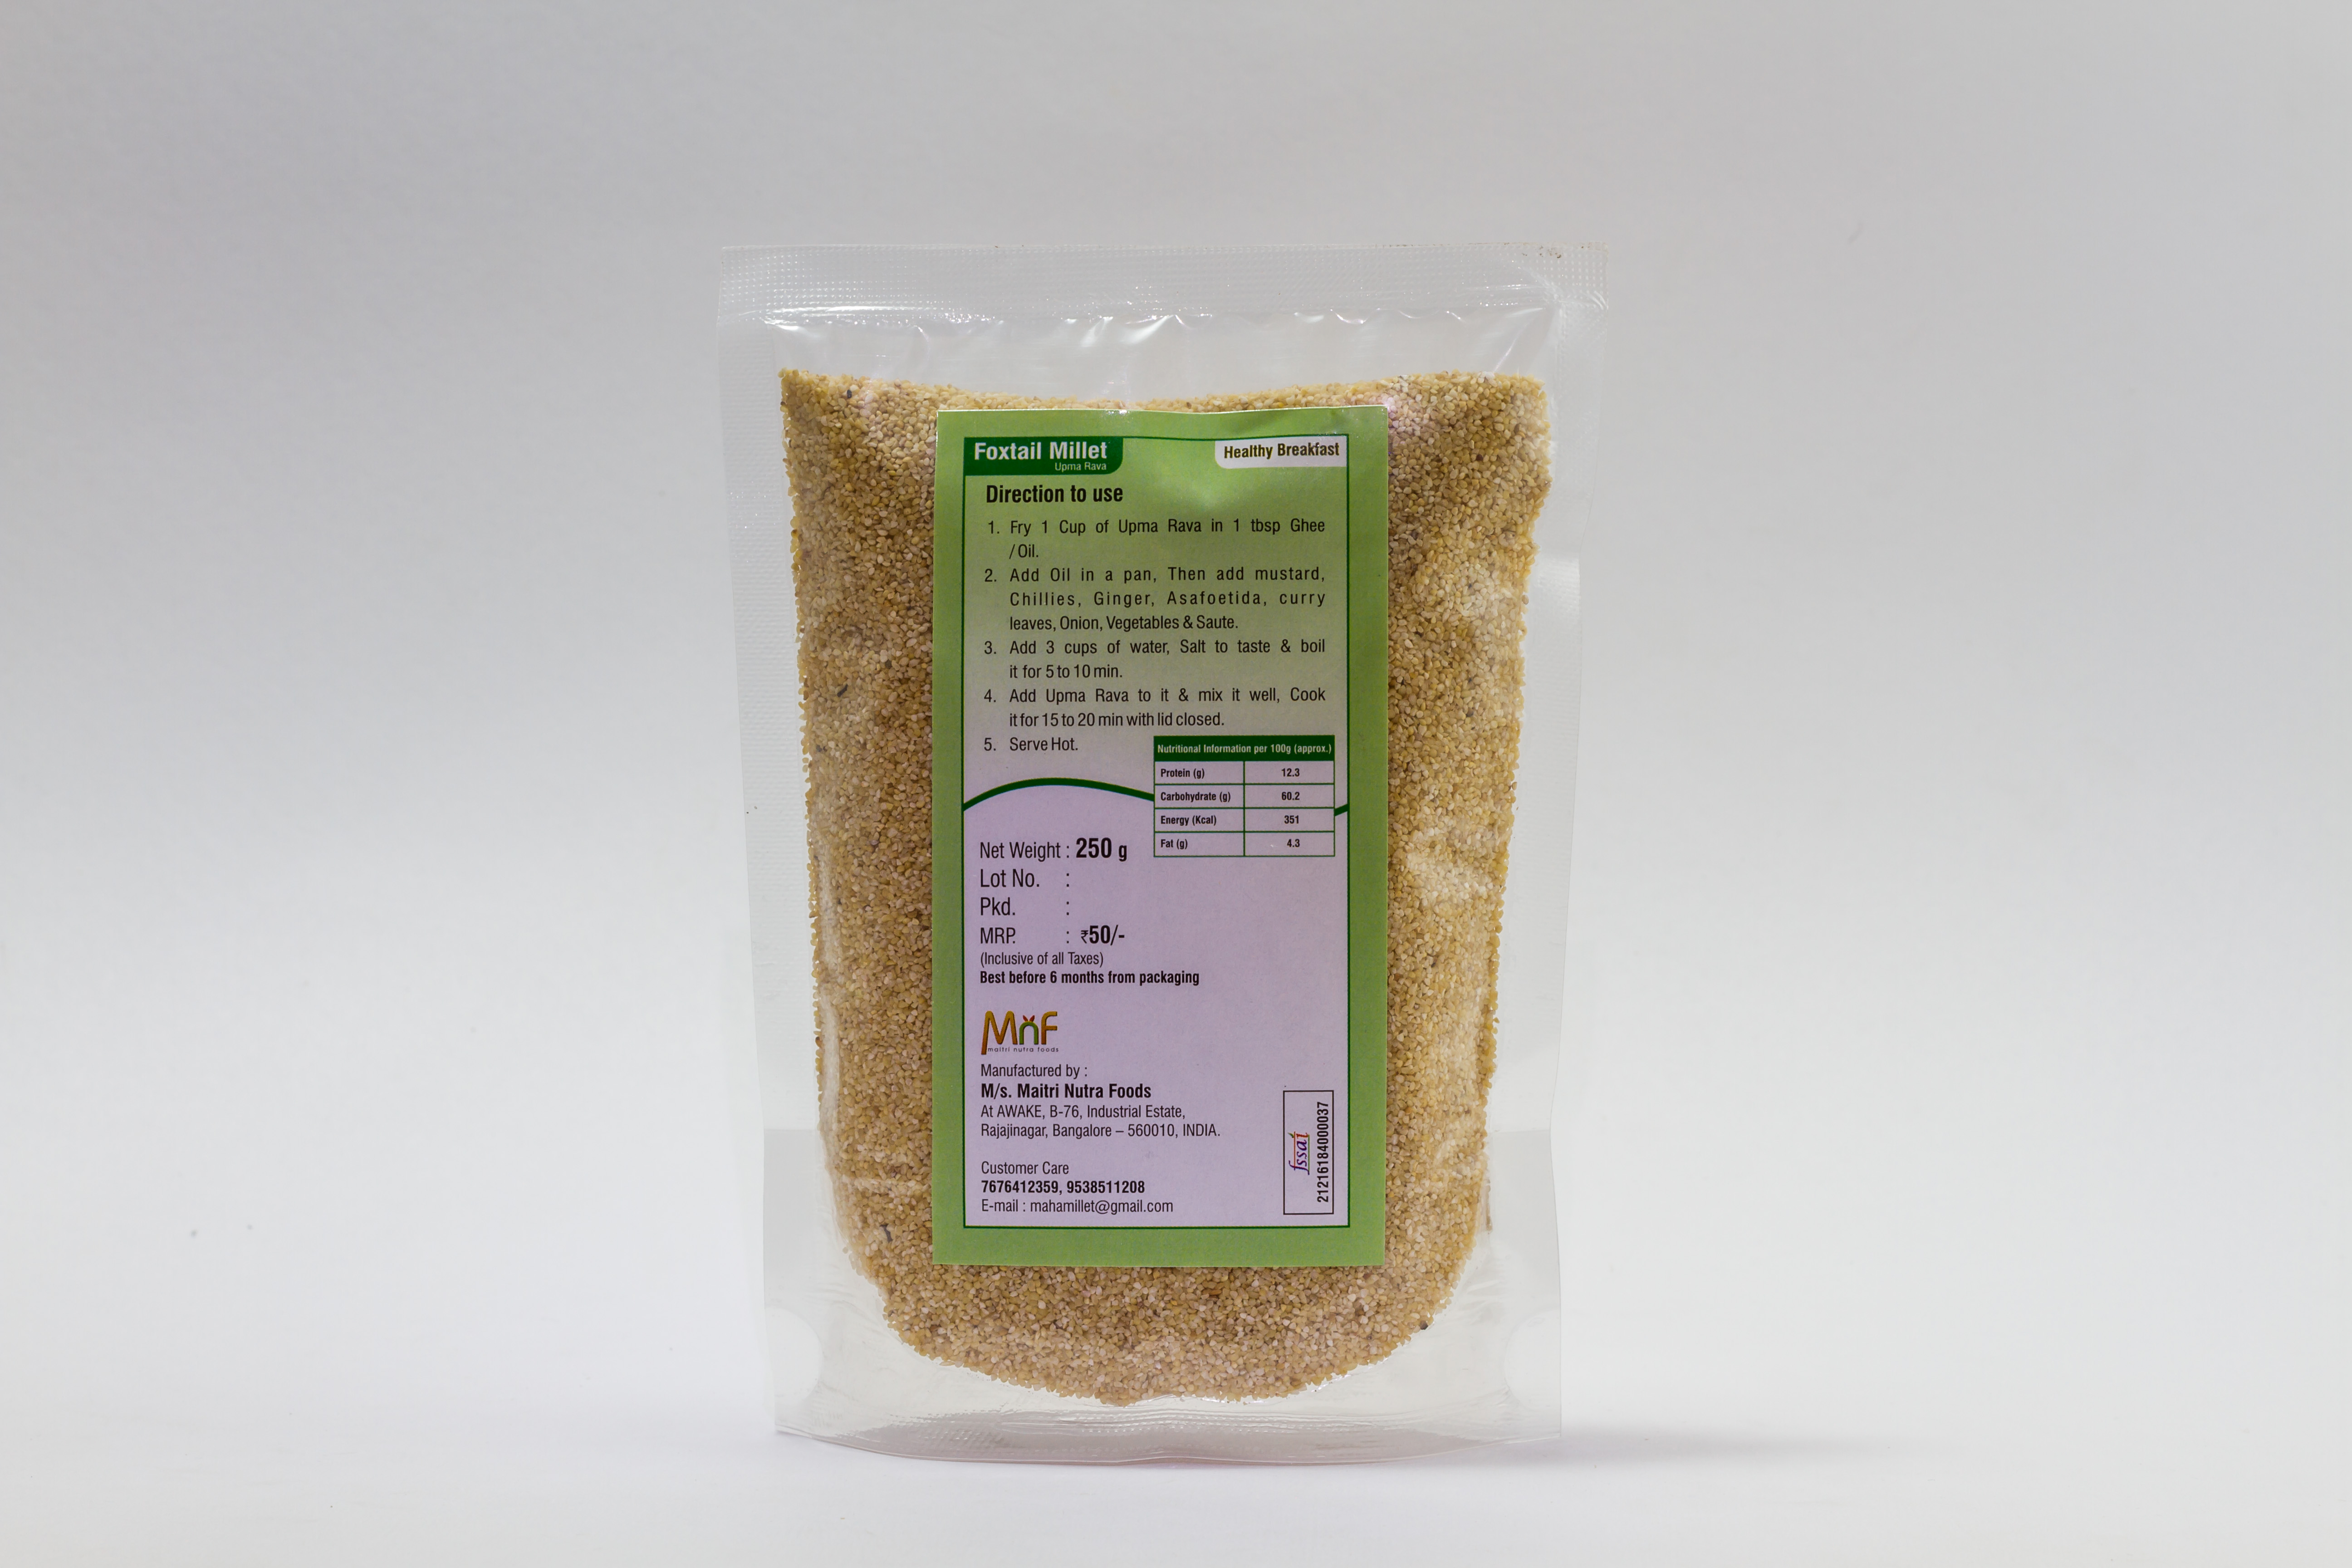 Foxtail Millet
Upma Rava
Healthy Breakfast
Direction to use
1. Fry 1 Cup of Upma Rava in 1 tbsp Ghee
/ Oil.
2. Add Oil in a pan, Then add mustard,
Chillies, Ginger, Asafoetida, curry
leaves, Onion, Vegetables & Saute.
3. Add 3 cups of water, Salt to taste & boil
it for 5 to 10 min.
4. Add Upma Rava to it & mix it well, Cook
it for 15 to 20 min with lid closed.
5. Serve Hot.
Nutritional Information per 100g (approx.)
Protein (g) 12.3
Carbohydrate (g) 60.2
Energy (Kcal) 351
Fat (g) 4.3
Net Weight : 250 g
Lot No. :
Pkd. :
MRP. : ₹50/-
(Inclusive of all Taxes)
Best before 6 months from packaging
MnF
maitri nutra foods
Manufactured by :
M/s. Maitri Nutra Foods
At AWAKE, B-76, Industrial Estate,
Rajajinagar, Bangalore – 560010, INDIA.
Customer Care
7676412359, 9538511208
E-mail : mahamillet@gmail.com
fssai
21216184000037